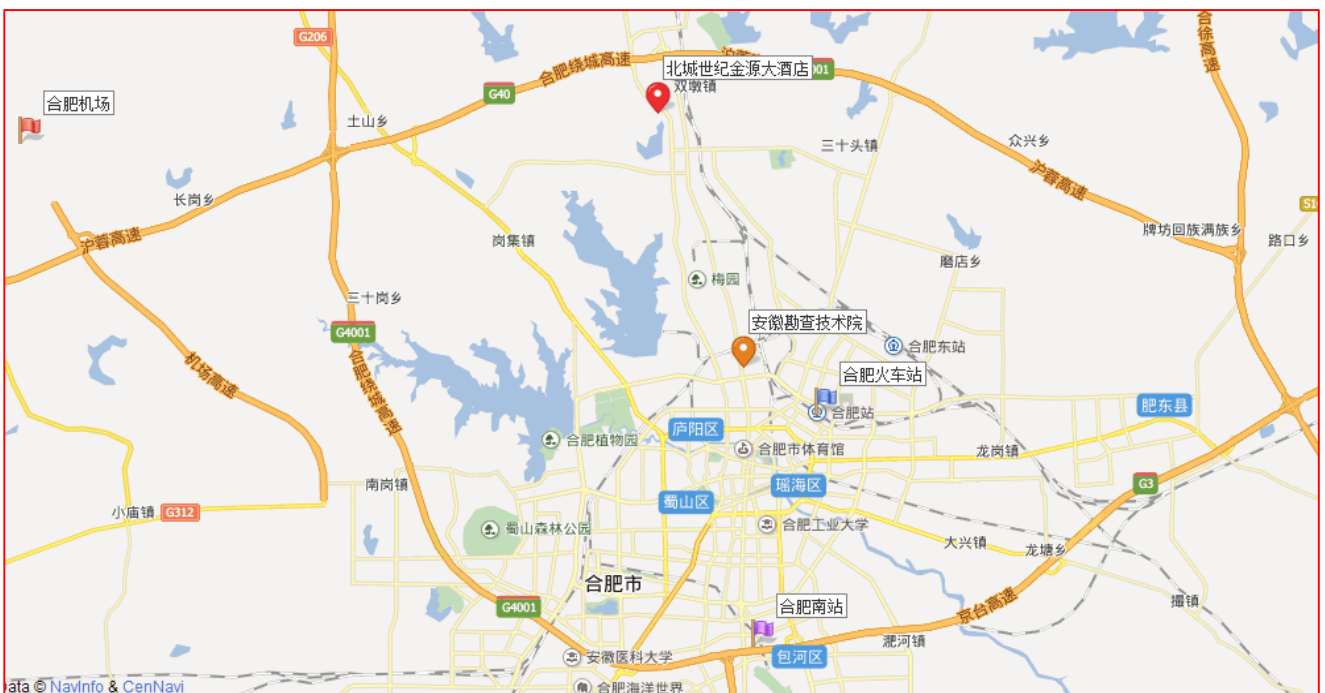 G206
合徐高速
合肥绕城高速
沪蓉
北城世纪金源大酒店
001
双墩镇
G40
合肥机场
土山乡
众兴乡
三十头镇
沪蓉高速
长岗乡
S1
牌坊回族满族乡
路口乡
沪蓉高速
岗集镇
磨店乡
梅园
三十岗乡
安徽勘查技术院
G4001
合肥东站
机场高速
合肥绕城高速
合肥火车站
合肥站
肥东县
庐阳区
合肥植物园
合肥市体育馆
龙岗镇
南岗镇
瑶海区
G3
蜀山区
小庙镇
G312
蜀山森林公园
合肥工业大学
大兴镇
龙塘乡
合肥市
G4001
合肥南站
京台高速
撮镇
淝河镇
安徽医科大学
包河区
ata © NavInfo & CenNavi
合肥海洋世界